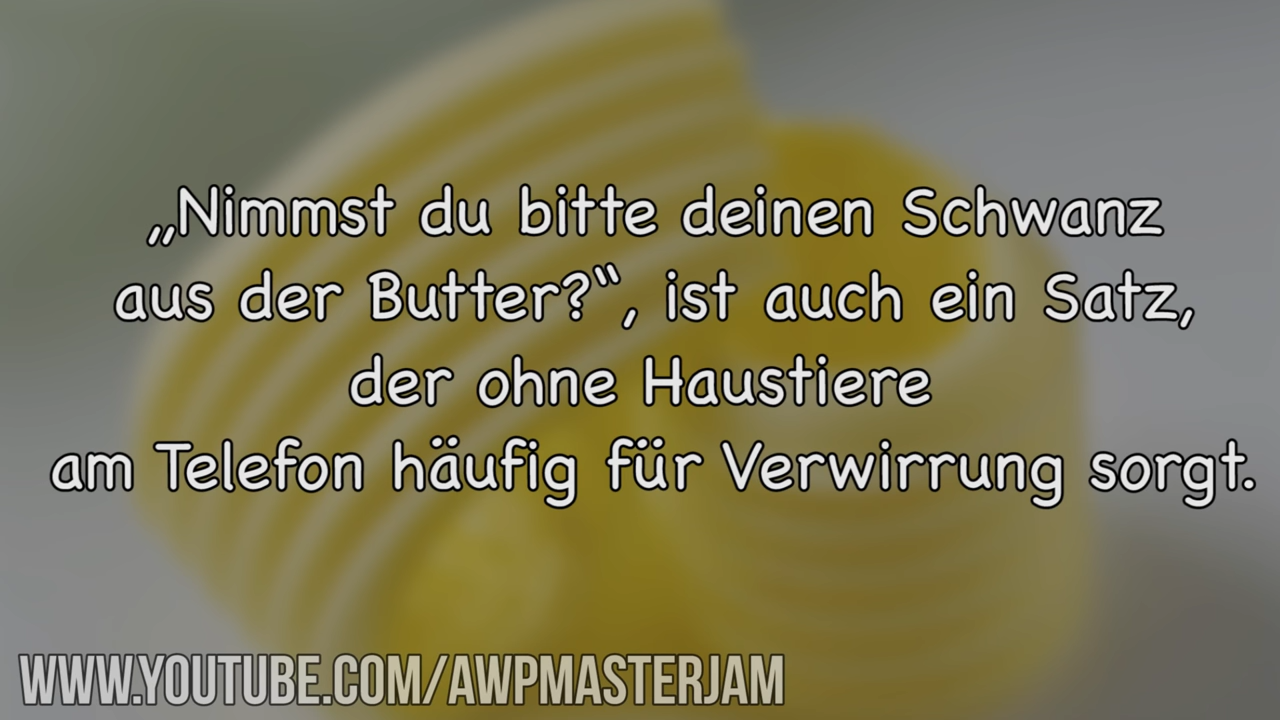 „Nimmst du bitte deinen Schwanz
aus der Butter?“, ist auch ein Satz,
der ohne Haustiere
am Telefon häufig für Verwirrung sorgt.
WWW.YOUTUBE.COM/AWPMASTERJAM